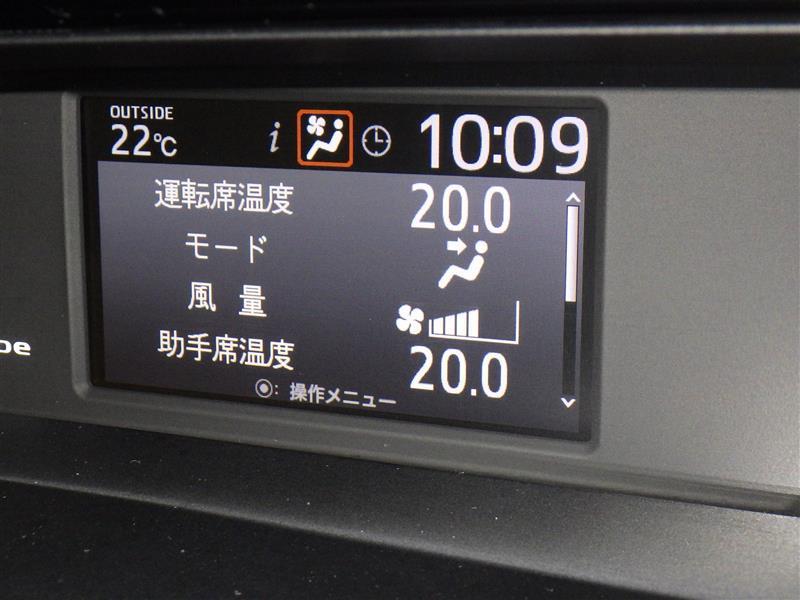 OUTSIDE
22℃ i 10:09
運転席温度 20.0
モード
風 量
助手席温度 20.0
: 操作メニュー